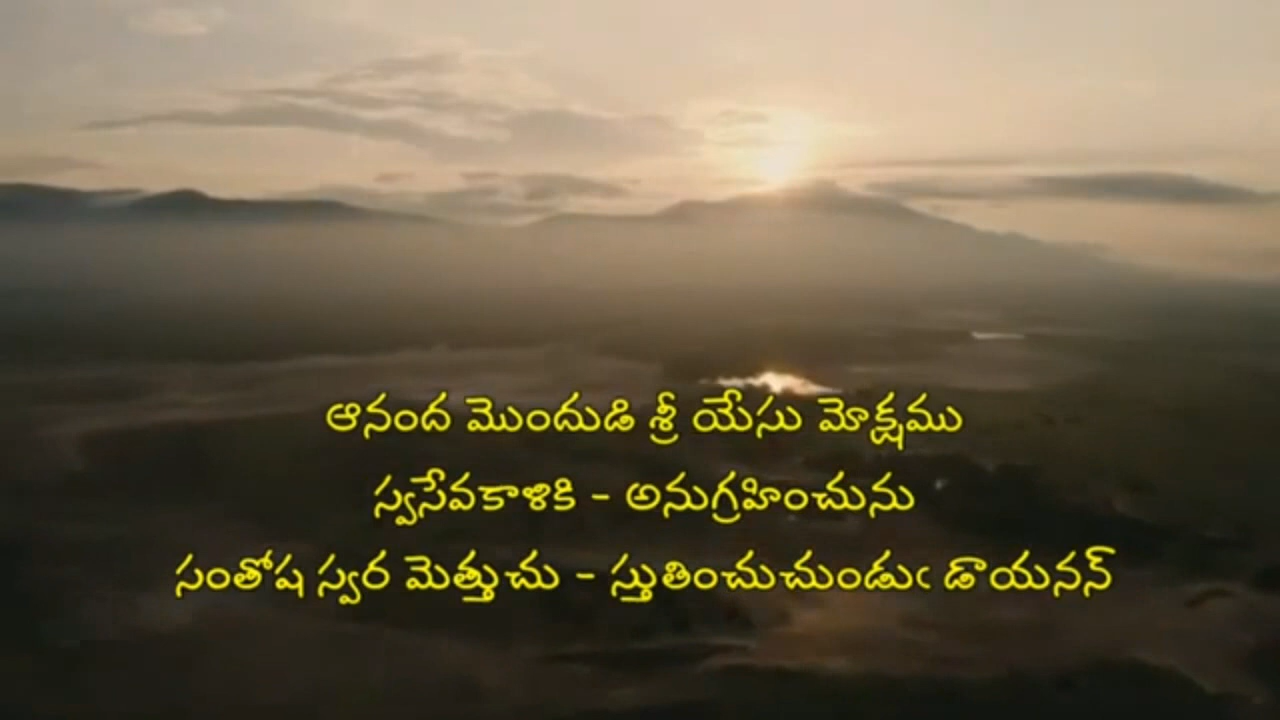 ఆనంద మొందుడి శ్రీ యేసు మోక్షము
స్వసేవకాళికి - అనుగ్రహించును
సంతోష స్వర మెత్తుచు - స్తుతించుచుండుఁ డాయనన్